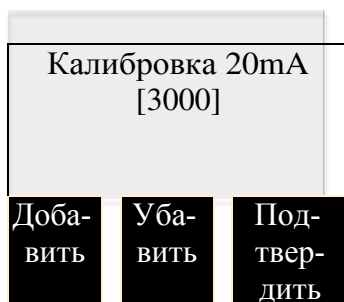 Калибровка 20mA
[3000]
Доба-
вить
Уба-
вить
Под-
твер-
дить